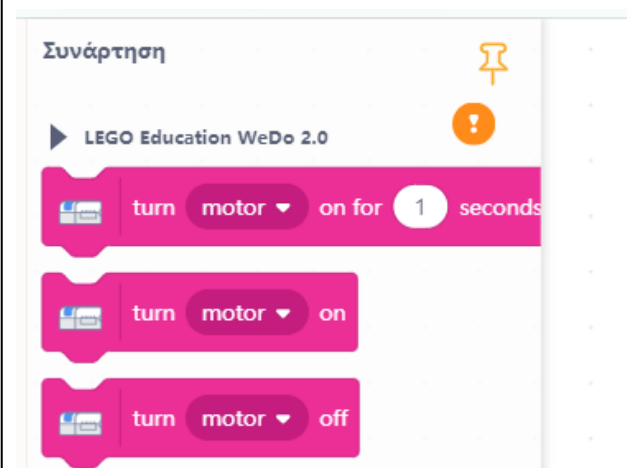 Συνάρτηση
LEGO Education WeDo 2.0
turn motor on for 1 seconds
turn motor on
turn motor off